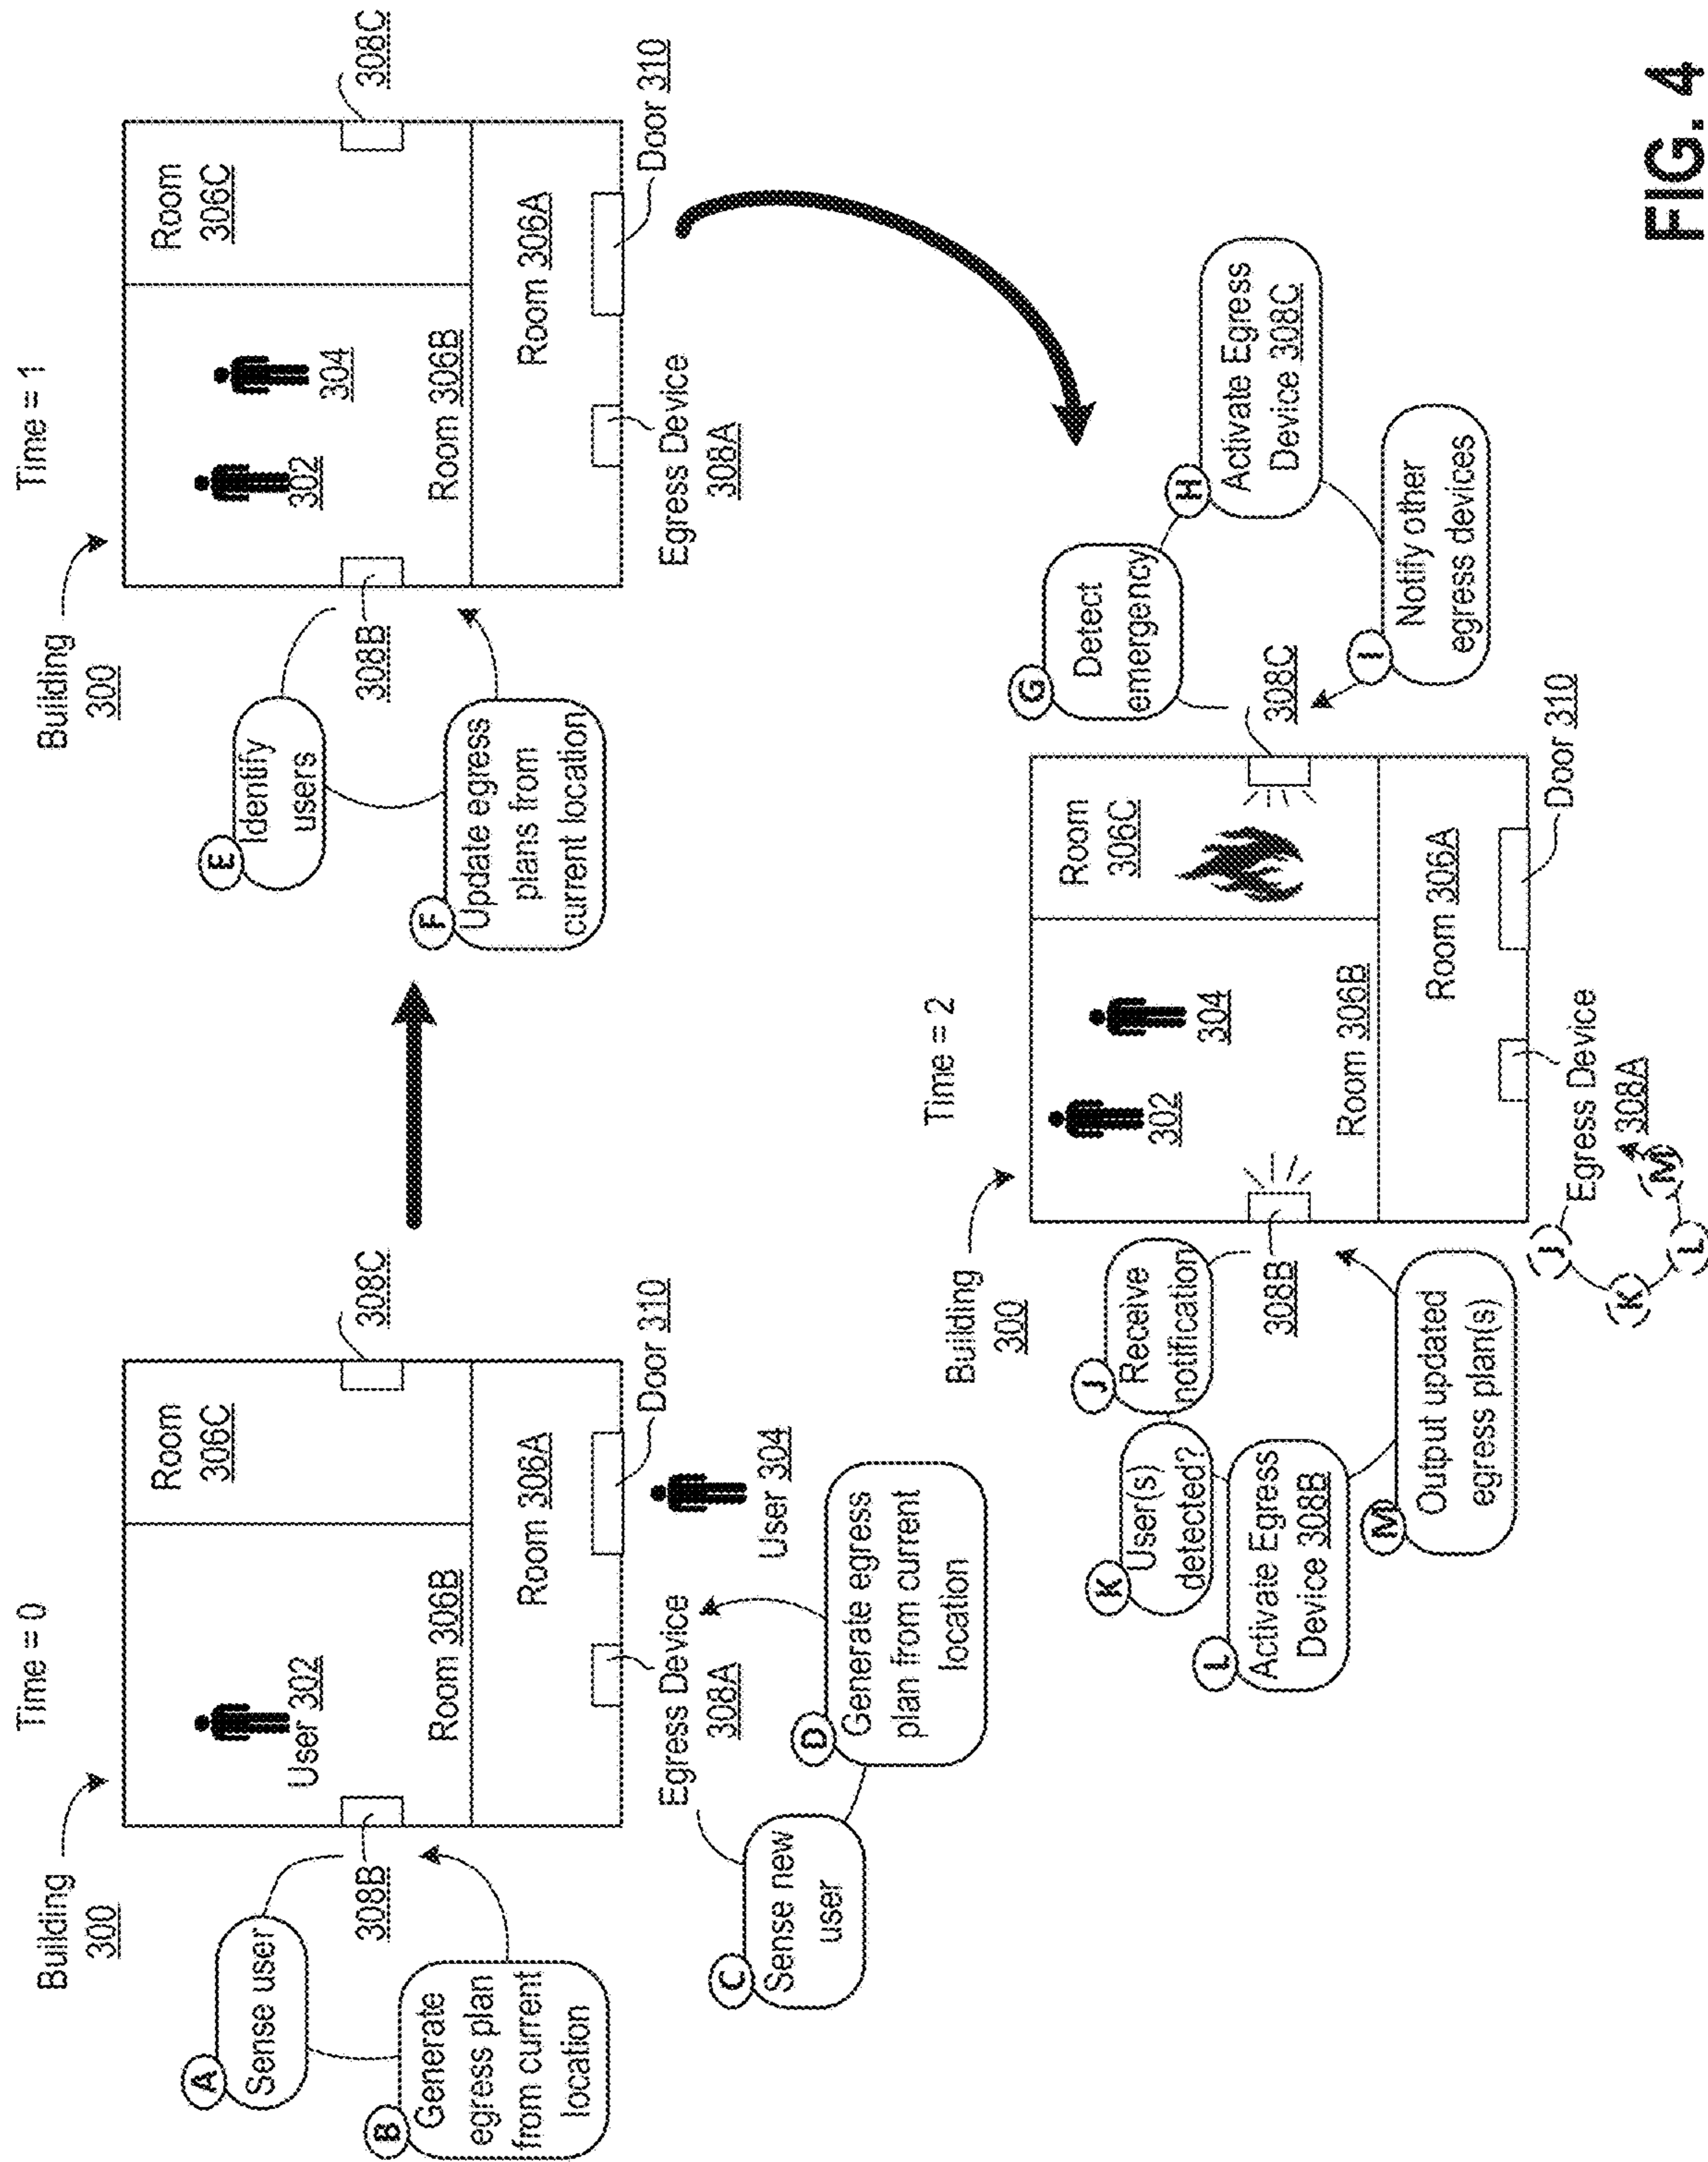 Time = 0
Building
300
A
Sense user
B
Generate
egress plan
from current
location
308B
User 302
Room 306B
Room
306C
308C
Room 306A
Door 310
Egress Device
308A
User 304
C
Sense new
user
D
Generate egress
plan from current
location
Time = 1
Building
300
E
Identify
users
F
Update egress
plans from
current location
308B
302
304
Room 306B
Room
306C
308C
Room 306A
Door 310
Egress Device
308A
Time = 2
Building
300
J
Receive
notification
K
User(s)
detected?
L
Activate Egress
Device 308B
M
Output updated
egress plan(s)
308B
302
304
Room 306B
Room
306C
308C
Room 306A
Door 310
Egress Device
308A
J
K
L
M
G
Detect
emergency
H
Activate Egress
Device 308C
I
Notify other
egress devices
FIG. 4